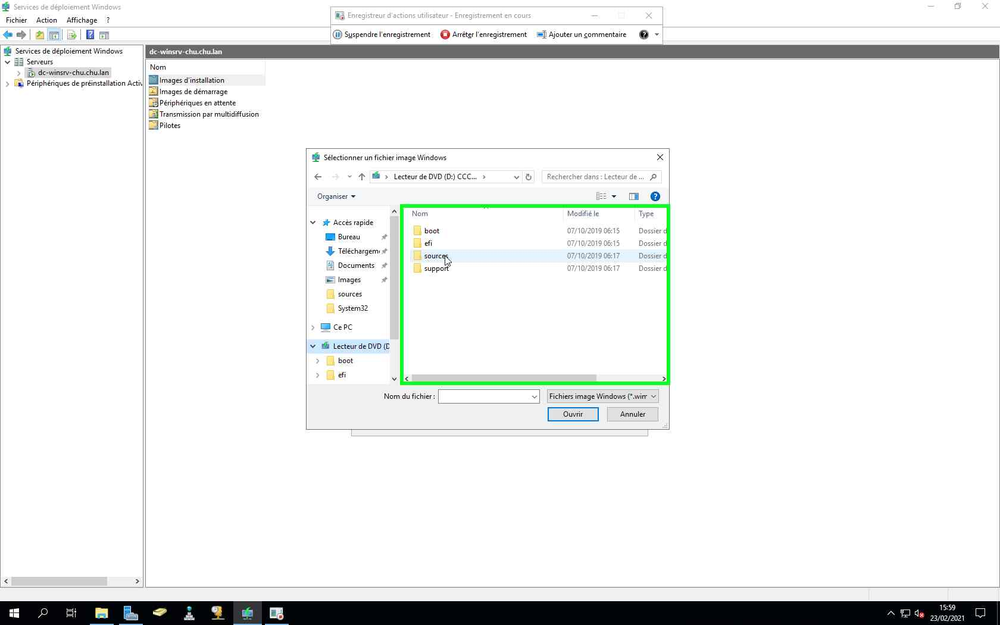 Services de déploiement Windows
Fichier Action Affichage ?
Enregistreur d'actions utilisateur - Enregistrement en cours
Suspendre l'enregistrement Arrêter l'enregistrement Ajouter un commentaire
Services de déploiement Windows
Serveurs
dc-winsrv-chu.chu.lan
Périphériques de préinstallation Activ
dc-winsrv-chu.chu.lan
Nom
Images d'installation
Images de démarrage
Périphériques en attente
Transmission par multidiffusion
Pilotes
Sélectionner un fichier image Windows
Lecteur de DVD (D:) CCC... Rechercher dans : Lecteur de ...
Organiser
Accès rapide
Bureau
Téléchargem
Documents
Images
sources
System32
Ce PC
Lecteur de DVD (D
boot
efi
Nom Modifié le Type
boot 07/10/2019 06:15 Dossier d
efi 07/10/2019 06:15 Dossier d
sources 07/10/2019 06:17 Dossier d
support 07/10/2019 06:17 Dossier d
Nom du fichier : Fichiers image Windows (*.wim
Ouvrir Annuler
15:59
23/02/2021